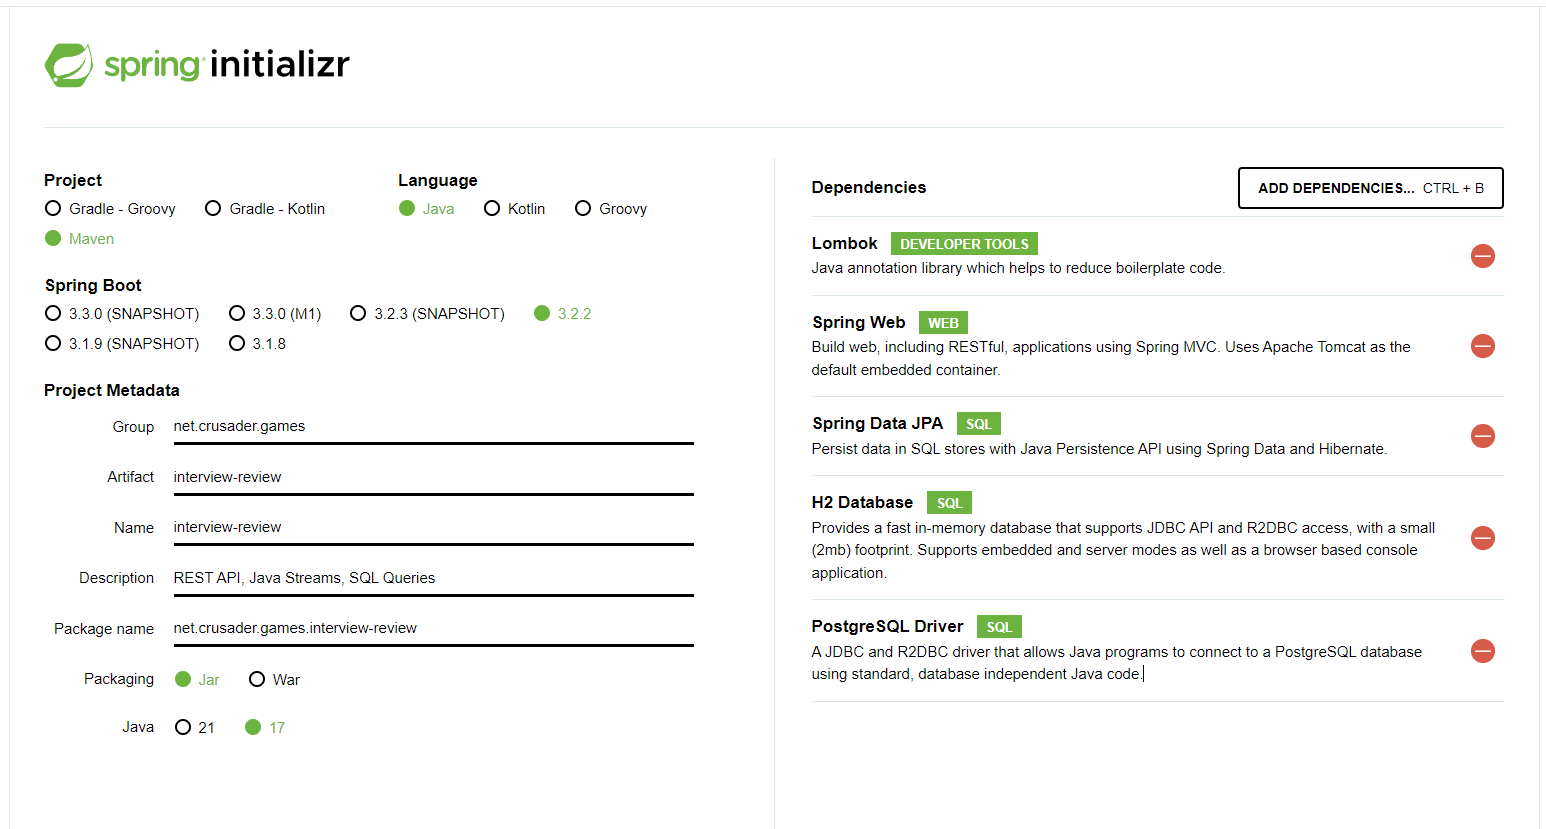 spring initializr
Project
Gradle - Groovy
Gradle - Kotlin
Maven
Language
Java
Kotlin
Groovy
Spring Boot
3.3.0 (SNAPSHOT)
3.3.0 (M1)
3.2.3 (SNAPSHOT)
3.2.2
3.1.9 (SNAPSHOT)
3.1.8
Project Metadata
Group net.crusader.games
Artifact interview-review
Name interview-review
Description REST API, Java Streams, SQL Queries
Package name net.crusader.games.interview-review
Packaging Jar War
Java 21 17
Dependencies
ADD DEPENDENCIES... CTRL + B
Lombok DEVELOPER TOOLS
Java annotation library which helps to reduce boilerplate code.
Spring Web WEB
Build web, including RESTful, applications using Spring MVC. Uses Apache Tomcat as the
default embedded container.
Spring Data JPA SQL
Persist data in SQL stores with Java Persistence API using Spring Data and Hibernate.
H2 Database SQL
Provides a fast in-memory database that supports JDBC API and R2DBC access, with a small
(2mb) footprint. Supports embedded and server modes as well as a browser based console
application.
PostgreSQL Driver SQL
A JDBC and R2DBC driver that allows Java programs to connect to a PostgreSQL database
using standard, database independent Java code.